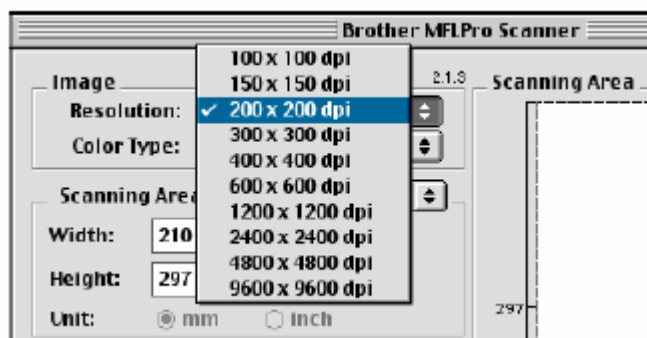 Brother MFLPro Scanner
Image
2.1.3
Resolution:
Color Type:
100 x 100 dpi
150 x 150 dpi
✓ 200 x 200 dpi
300 x 300 dpi
400 x 400 dpi
600 x 600 dpi
1200 x 1200 dpi
2400 x 2400 dpi
4800 x 4800 dpi
9600 x 9600 dpi
Scanning Area
Width: 210
Height: 297
Unit: mm inch
Scanning Area
297